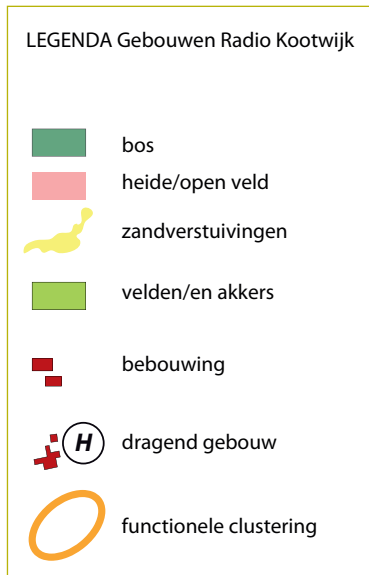 LEGENDA Gebouwen Radio Kootwijk
bos
heide/open veld
zandverstuivingen
velden/en akkers
bebouwing
H dragend gebouw
functionele clustering